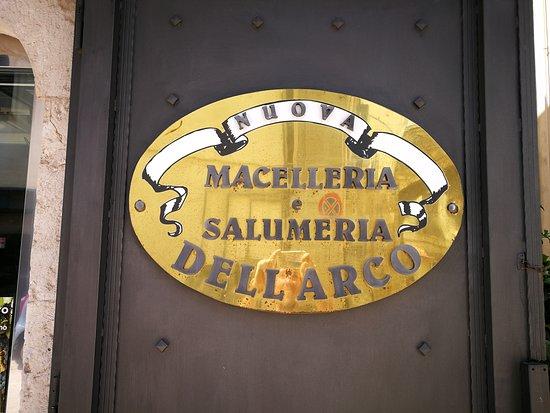 NUOVA
MACELLERIA
e
SALUMERIA
DELL'ARCO